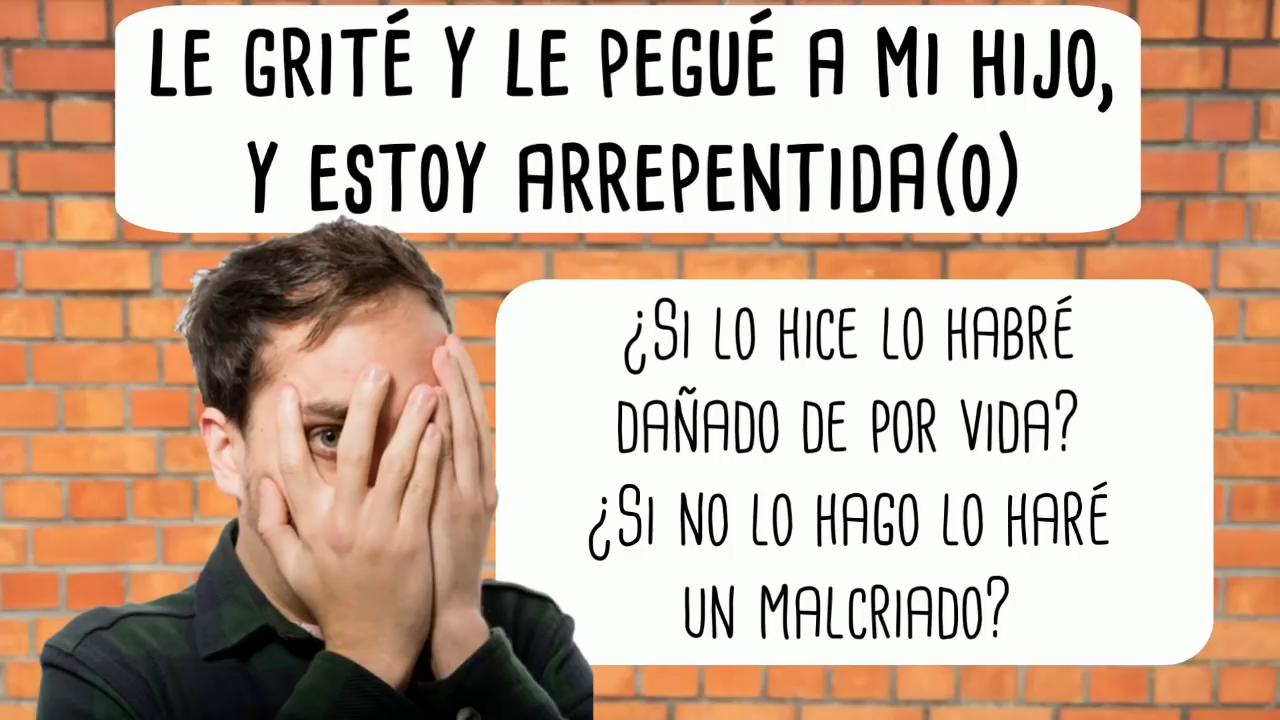 LE GRITÉ Y LE PEGUÉ A MI HIJO,
Y ESTOY ARREPENTIDA(O)
¿SI LO HICE LO HABRÉ
DAÑADO DE POR VIDA?
¿SI NO LO HAGO LO HARÉ
UN MALCRIADO?